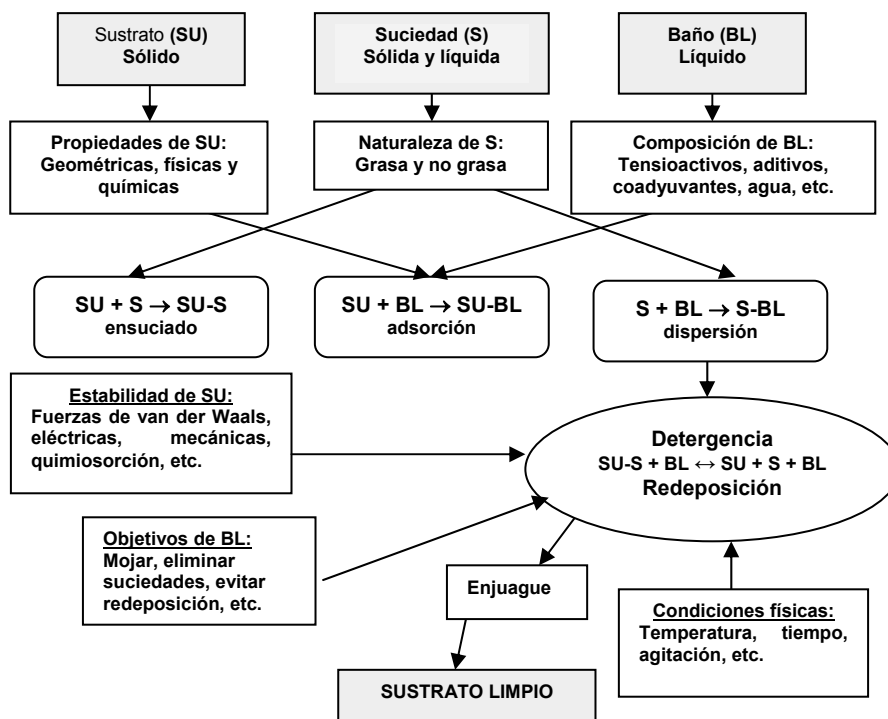 Sustrato (SU)
Sólido
Suciedad (S)
Sólida y líquida
Baño (BL)
Líquido
Propiedades de SU:
Geométricas, físicas y
químicas
Naturaleza de S:
Grasa y no grasa
Composición de BL:
Tensioactivos, aditivos,
coadyuvantes, agua, etc.
SU + S → SU-S
ensuciado
SU + BL → SU-BL
adsorción
S + BL → S-BL
dispersión
Estabilidad de SU:
Fuerzas de van der Waals,
eléctricas, mecánicas,
quimiosorción, etc.
Detergencia
SU-S + BL ↔ SU + S + BL
Redeposición
Objetivos de BL:
Mojar, eliminar
suciedades, evitar
redeposición, etc.
Enjuague
Condiciones físicas:
Temperatura, tiempo,
agitación, etc.
SUSTRATO LIMPIO